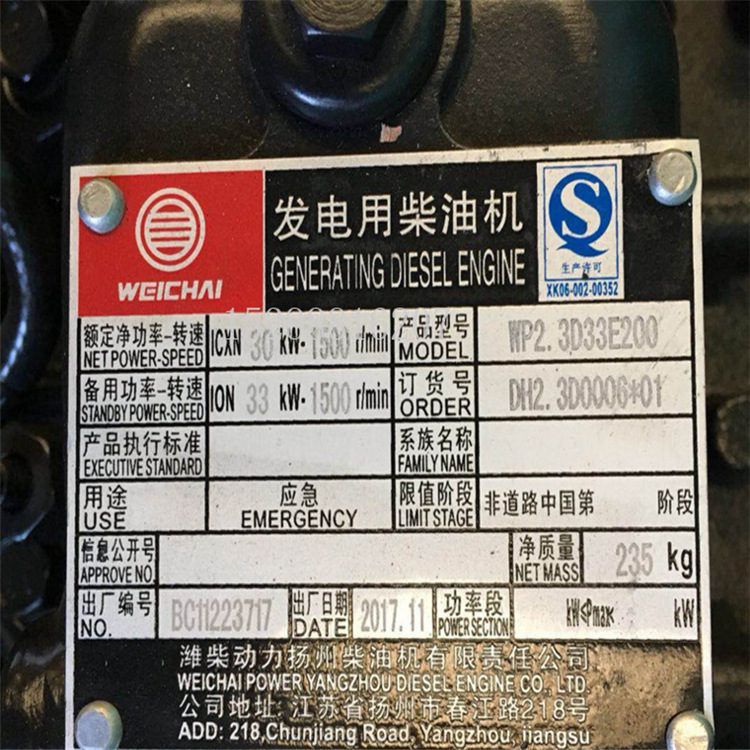 WEICHAI
发电用柴油机
GENERATING DIESEL ENGINE
生产许可
XK06-002-00352
额定净功率-转速 ICXN 30 kW-1500 r/min 产品型号 WP2.3D33E200
NET POWER-SPEED MODEL
备用功率-转速 ION 33 kW-1500 r/min 订货号 DH2.3D0006*01
STANDBY POWER-SPEED ORDER
产品执行标准 系族名称
EXECUTIVE STANDARD FAMILY NAME
用途 应急 限值阶段 非道路中国第 阶段
USE EMERGENCY LIMIT STAGE
信息公开号 净质量 235 kg
APPROVE NO. NET MASS
出厂编号 BC11223717 出厂日期 2017.11 功率段 kW≤Pmax< kW
NO. DATE POWER SECTION
潍柴动力扬州柴油机有限责任公司
WEICHAI POWER YANGZHOU DIESEL ENGINE CO., LTD.
公司地址:江苏省扬州市春江路218号
ADD: 218,Chunjiang Road, Yangzhou, jiangsu